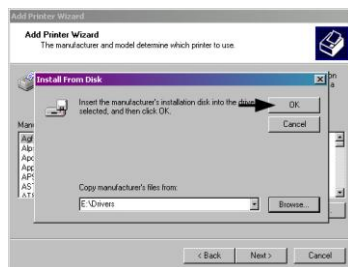 Add Printer Wizard
Add Printer Wizard
The manufacturer and model determine which printer to use.
Install From Disk
Insert the manufacturer's installation disk into the drive
selected, and then click OK.
OK
Cancel
Copy manufacturer's files from:
E:\Drivers
Browse...
< Back
Next >
Cancel